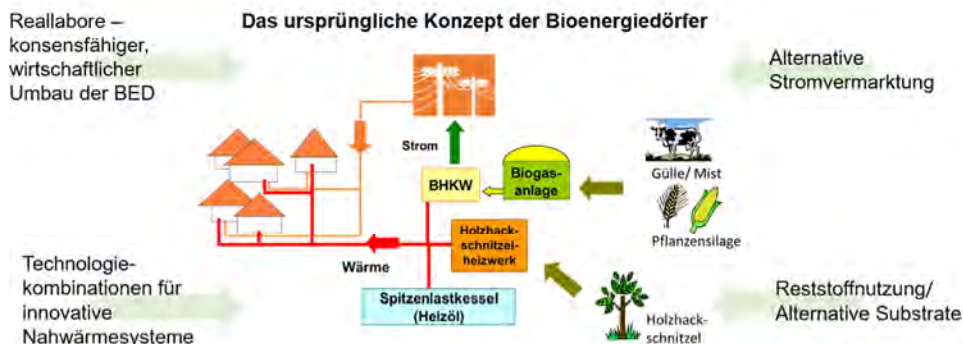 Das ursprüngliche Konzept der Bioenergiedörfer
Reallabore –
konsensfähiger,
wirtschaftlicher
Umbau der BED
Alternative
Stromvermarktung
Strom
BHKW
Biogas-
anlage
Gülle/ Mist
Pflanzensilage
Wärme
Holzhack-
schnitzel-
heizwerk
Spitzenlastkessel
(Heizöl)
Holzhack-
schnitzel
Technologie-
kombinationen für
innovative
Nahwärmesysteme
Reststoffnutzung/
Alternative Substrate